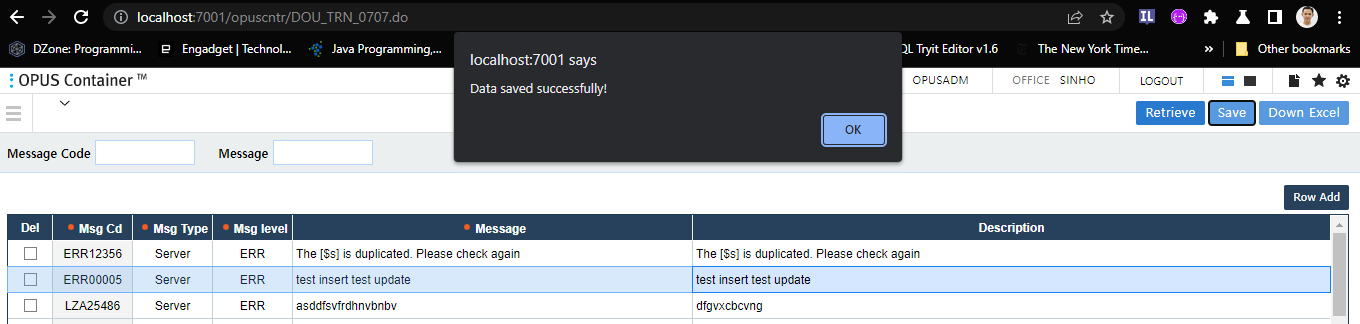 localhost:7001/opuscntr/DOU_TRN_0707.do
DZone: Programmi... Engadget | Technol... Java Programming,... QL Tryit Editor v1.6 The New York Time... » Other bookmarks
localhost:7001 says
Data saved successfully!
OK
OPUS Container ™ OPUSADM OFFICE SINHO LOGOUT
Retrieve Save Down Excel
Message Code Message
Row Add
Del Msg Cd Msg Type Msg level Message Description
ERR12356 Server ERR The [$s] is duplicated. Please check again The [$s] is duplicated. Please check again
ERR00005 Server ERR test insert test update test insert test update
LZA25486 Server ERR asddfsvfrdhnvbnbv dfgvxcbcvng